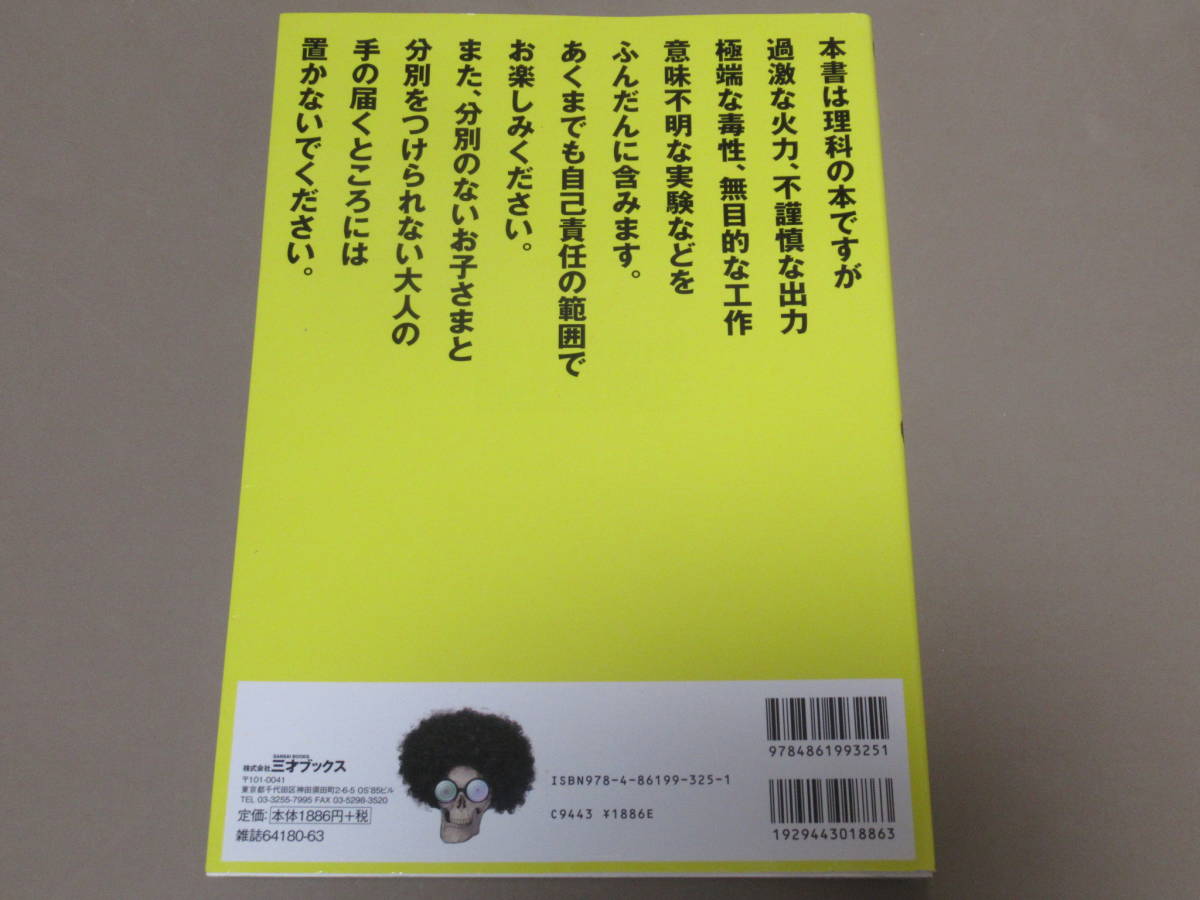 本書は理科の本ですが
過激な火力、不謹慎な出力
極端な毒性、無目的な工作
意味不明な実験などを
ふんだんに含みます。
あくまでも自己責任の範囲で
お楽しみください。
また、分別のないお子さまと
分別をつけられない大人の
手の届くところには
置かないでください。
SANSAI BOOKS
株式会社三才ブックス
〒101-0041
東京都千代田区神田須田町2-6-5 OS'85ビル
TEL 03-3255-7995 FAX 03-5298-3520
定価:本体1886円+税
雑誌64180-63
ISBN978-4-86199-325-1
C9443 ¥1886E
9784861993251
1929443018863